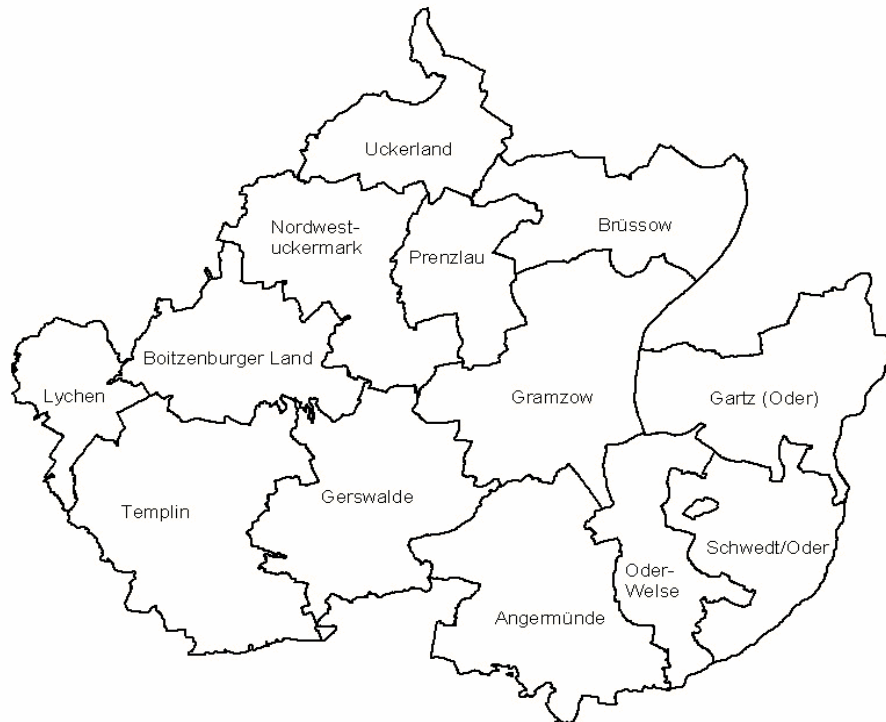 Uckerland
Nordwest-
uckermark
Brüssow
Prenzlau
Boitzenburger Land
Lychen
Gramzow
Gartz (Oder)
Gerswalde
Templin
Schwedt/Oder
Oder-
Welse
Angermünde